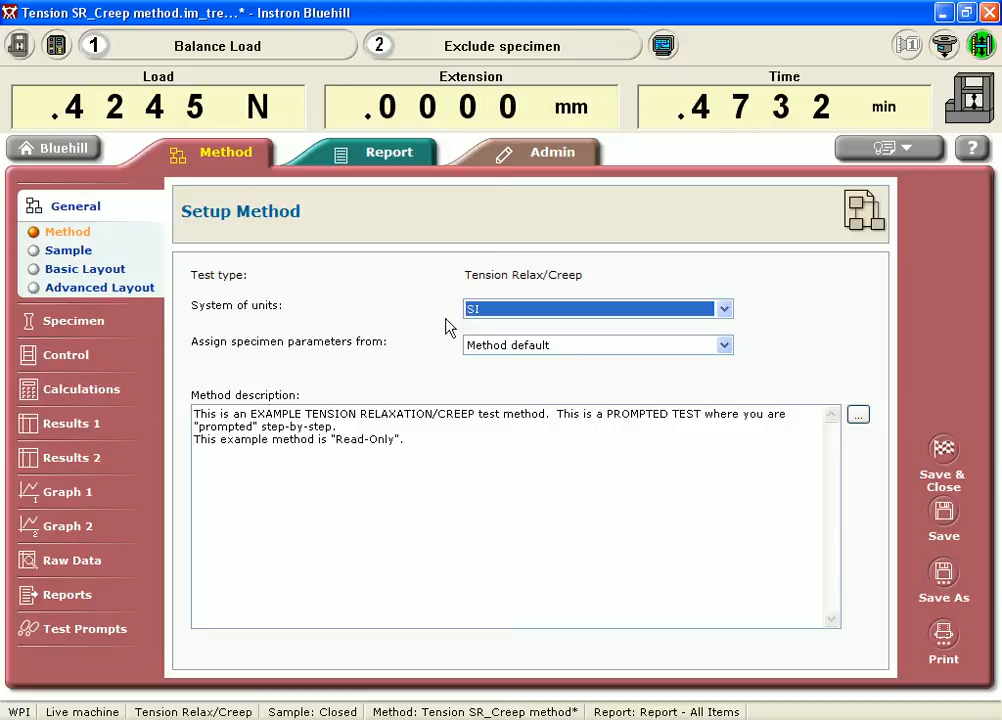 Tension SR_Creep method.im_tre...* - Instron Bluehill
1 Balance Load 2 Exclude specimen
Load Extension Time
.4245 N .0000 mm .4732 min
Bluehill Method Report Admin ?
General
Method
Sample
Basic Layout
Advanced Layout
Specimen
Control
Calculations
Results 1
Results 2
Graph 1
Graph 2
Raw Data
Reports
Test Prompts
Setup Method
Test type: Tension Relax/Creep
System of units: SI
Assign specimen parameters from: Method default
Method description:
This is an EXAMPLE TENSION RELAXATION/CREEP test method. This is a PROMPTED TEST where you are
"prompted" step-by-step.
This example method is "Read-Only".
...
Save &
Close
Save
Save As
Print
WPI Live machine Tension Relax/Creep Sample: Closed Method: Tension SR_Creep method* Report: Report - All Items